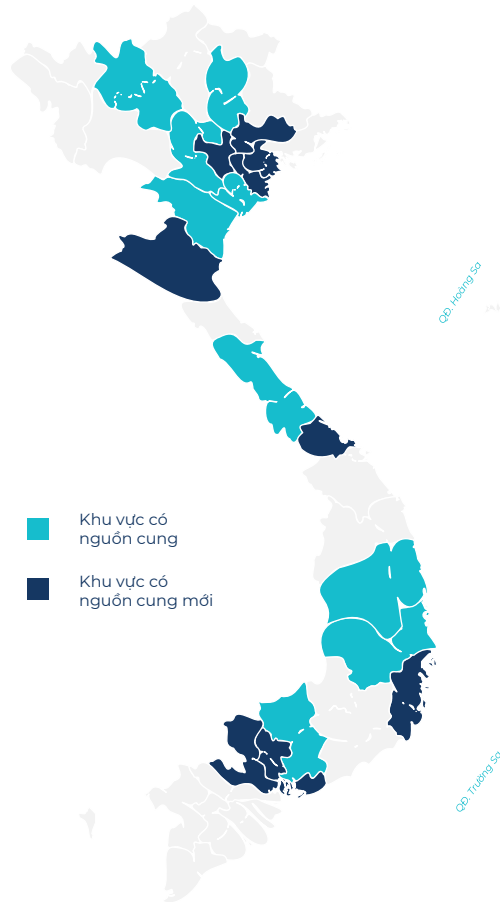 QĐ. Hoàng Sa
Khu vực có
nguồn cung
Khu vực có
nguồn cung mới
QĐ. Trường Sa